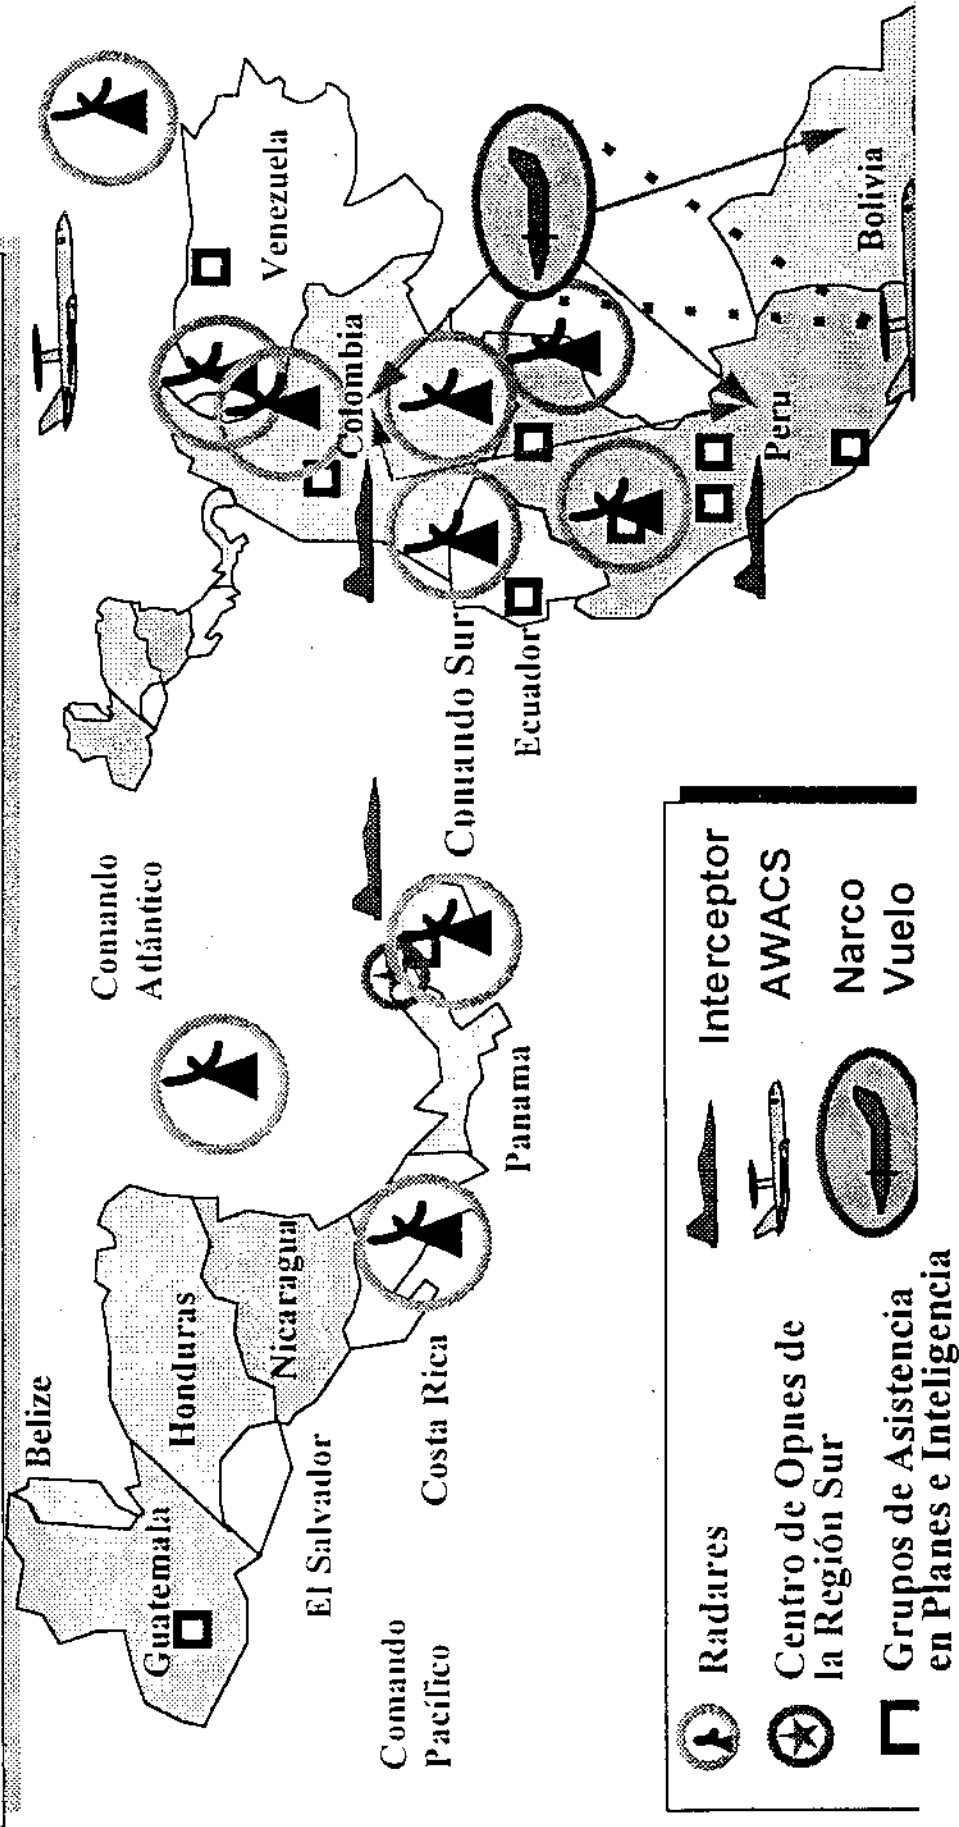 Belize
Guatemala
Honduras
Nicaragua
El Salvador
Costa Rica
Panama
Comando
Pacífico
Comando
Atlántico
Comando Sur
Venezuela
Colombia
Ecuador
Peru
Bolivia
Radares
Centro de Opnes de
la Región Sur
Grupos de Asistencia
en Planes e Inteligencia
Interceptor
AWACS
Narco
Vuelo